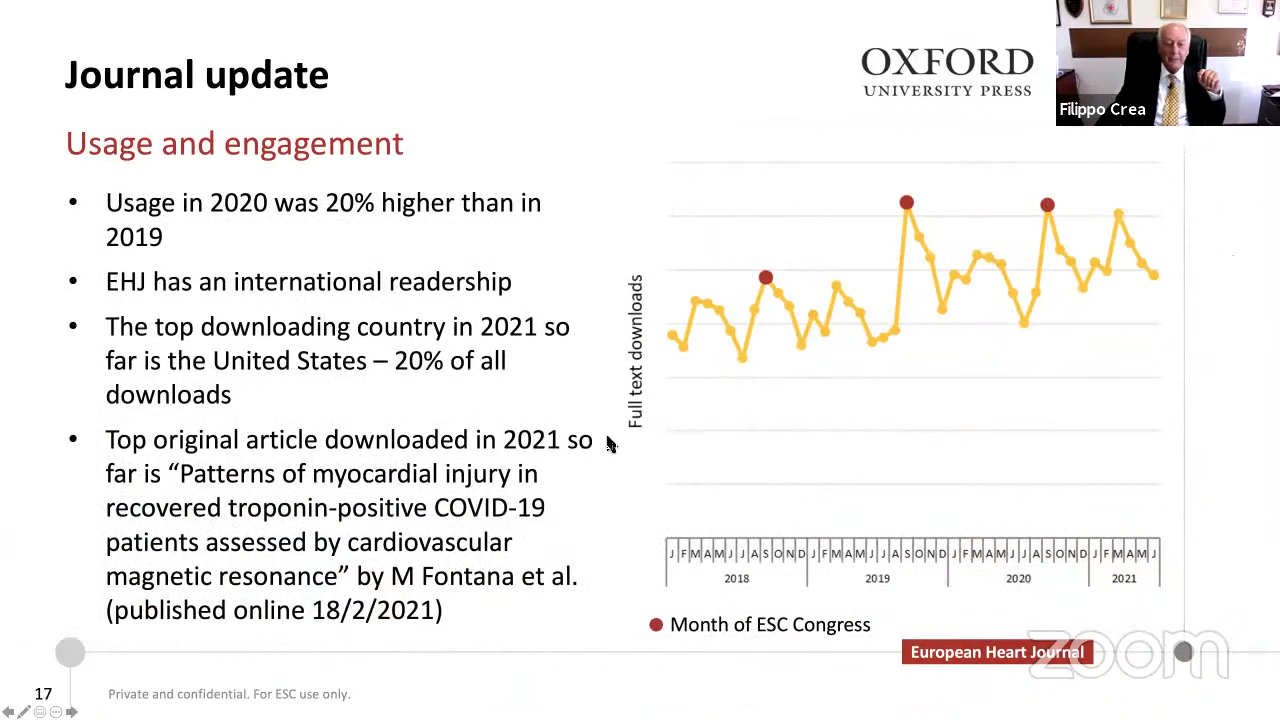 Journal update
OXFORD
UNIVERSITY PRESS
Filippo Crea
Usage and engagement
• Usage in 2020 was 20% higher than in
2019
• EHJ has an international readership
• The top downloading country in 2021 so
far is the United States – 20% of all
downloads
• Top original article downloaded in 2021 so
far is “Patterns of myocardial injury in
recovered troponin-positive COVID-19
patients assessed by cardiovascular
magnetic resonance” by M Fontana et al.
(published online 18/2/2021)
Full text downloads
J F M A M J J A S O N D J F M A M J J A S O N D J F M A M J J A S O N D J F M A M J
2018 2019 2020 2021
Month of ESC Congress
European Heart Journal
zoom
17
Private and confidential. For ESC use only.